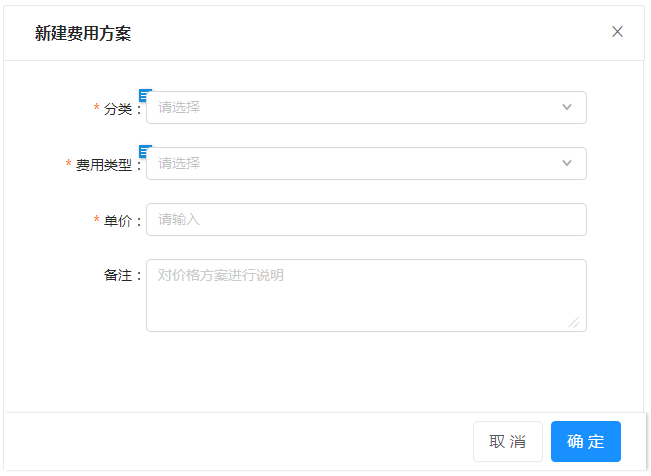 新建费用方案
* 分类：
请选择
* 费用类型：
请选择
* 单价：
请输入
备注：
对价格方案进行说明
取 消
确 定